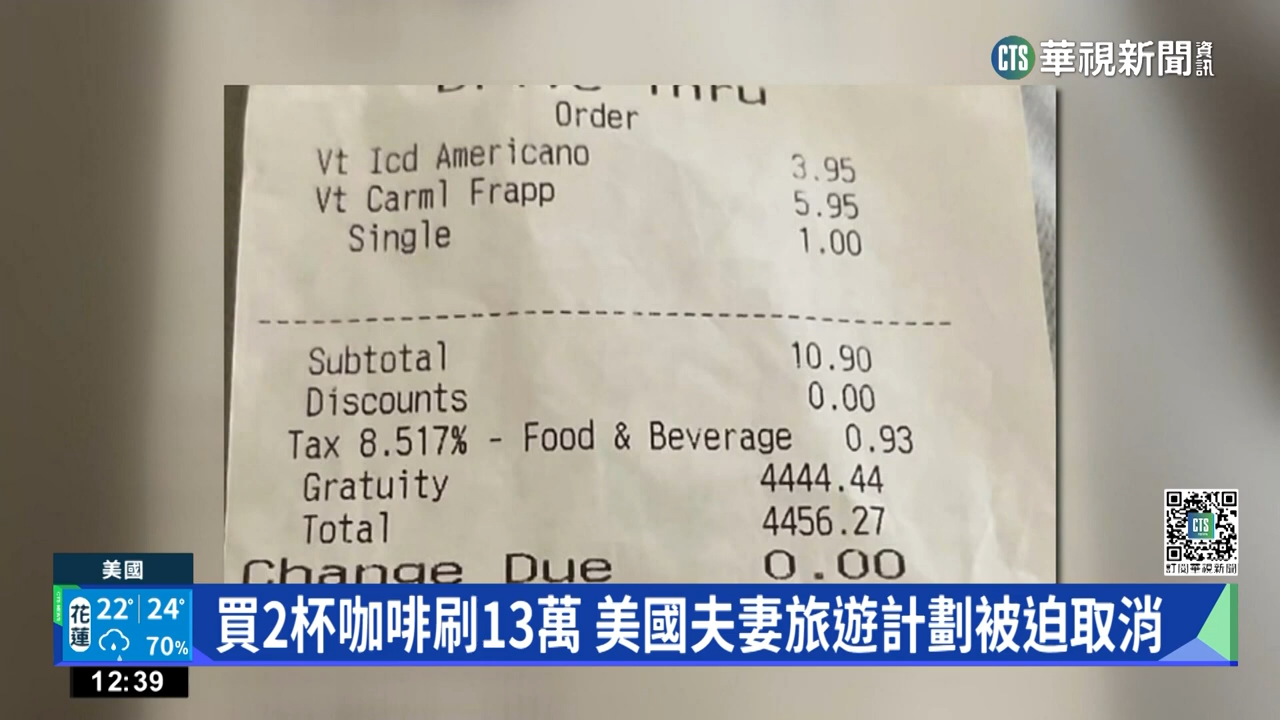 CTS 華視新聞 資訊
Drive Thru
Order
Vt Icd Americano 3.95
Vt Carml Frapp 5.95
Single 1.00
Subtotal 10.90
Discounts 0.00
Tax 8.517% - Food & Beverage 0.93
Gratuity 4444.44
Total 4456.27
Change Due 0.00
CTS
訂閱華視新聞
美國
花蓮 22° 24° 70%
買2杯咖啡刷13萬 美國夫妻旅遊計劃被迫取消
12:39